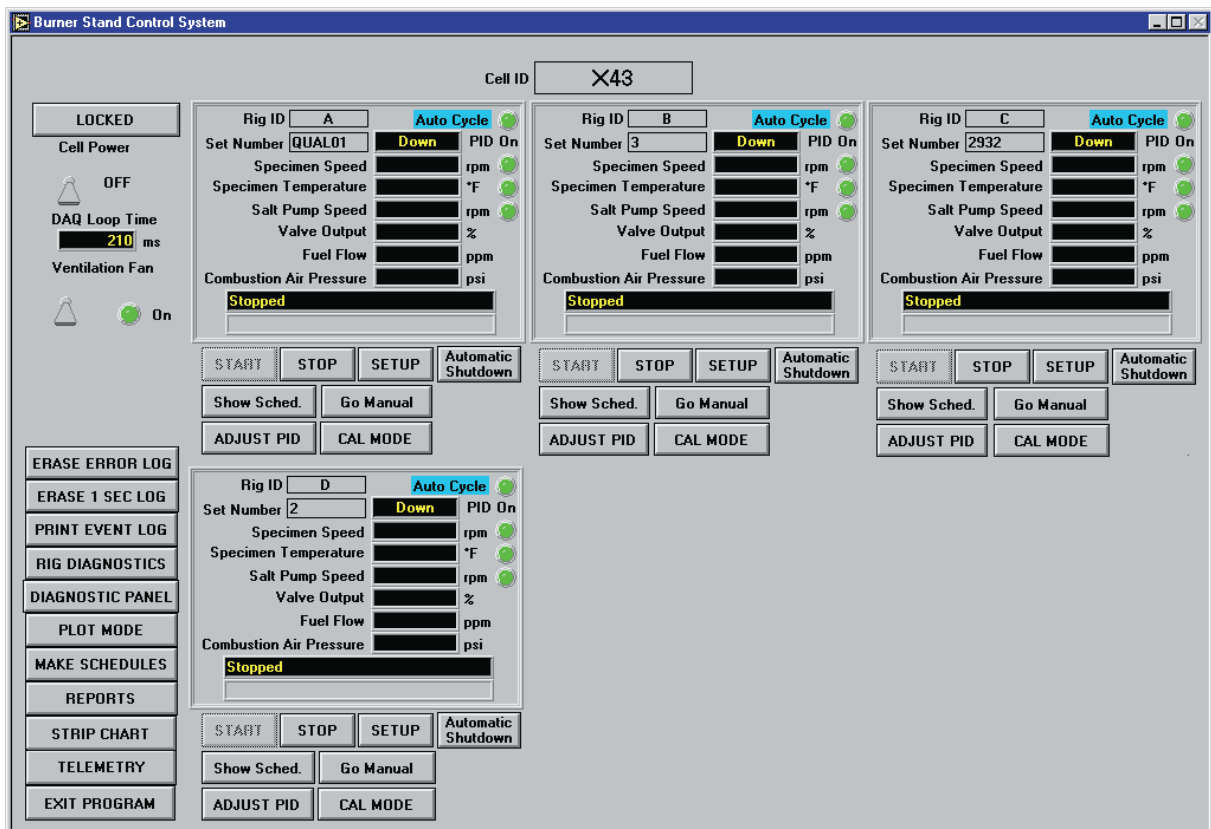 Burner Stand Control System
Cell ID X43
LOCKED
Cell Power
OFF
DAQ Loop Time
210 ms
Ventilation Fan
On
Rig ID A Auto Cycle
Set Number QUAL01 Down PID On
Specimen Speed rpm
Specimen Temperature °F
Salt Pump Speed rpm
Valve Output %
Fuel Flow ppm
Combustion Air Pressure psi
Stopped
START STOP SETUP Automatic Shutdown
Show Sched. Go Manual
ADJUST PID CAL MODE
Rig ID B Auto Cycle
Set Number 3 Down PID On
Specimen Speed rpm
Specimen Temperature °F
Salt Pump Speed rpm
Valve Output %
Fuel Flow ppm
Combustion Air Pressure psi
Stopped
START STOP SETUP Automatic Shutdown
Show Sched. Go Manual
ADJUST PID CAL MODE
Rig ID C Auto Cycle
Set Number 2932 Down PID On
Specimen Speed rpm
Specimen Temperature °F
Salt Pump Speed rpm
Valve Output %
Fuel Flow ppm
Combustion Air Pressure psi
Stopped
START STOP SETUP Automatic Shutdown
Show Sched. Go Manual
ADJUST PID CAL MODE
ERASE ERROR LOG
ERASE 1 SEC LOG
PRINT EVENT LOG
RIG DIAGNOSTICS
DIAGNOSTIC PANEL
PLOT MODE
MAKE SCHEDULES
REPORTS
STRIP CHART
TELEMETRY
EXIT PROGRAM
Rig ID D Auto Cycle
Set Number 2 Down PID On
Specimen Speed rpm
Specimen Temperature °F
Salt Pump Speed rpm
Valve Output %
Fuel Flow ppm
Combustion Air Pressure psi
Stopped
START STOP SETUP Automatic Shutdown
Show Sched. Go Manual
ADJUST PID CAL MODE